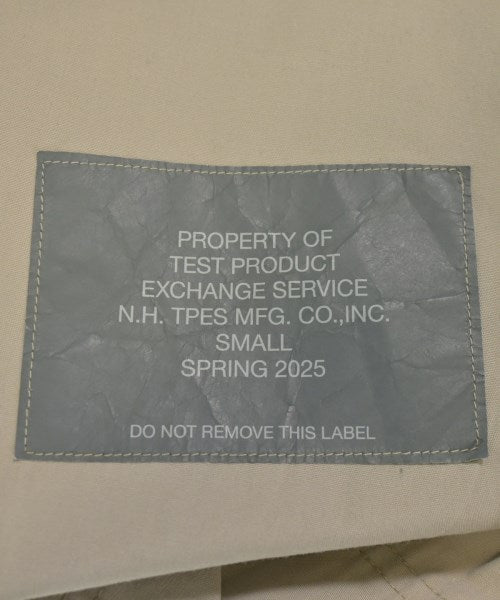 PROPERTY OF
TEST PRODUCT
EXCHANGE SERVICE
N.H. TPES MFG. CO.,INC.
SMALL
SPRING 2025
DO NOT REMOVE THIS LABEL